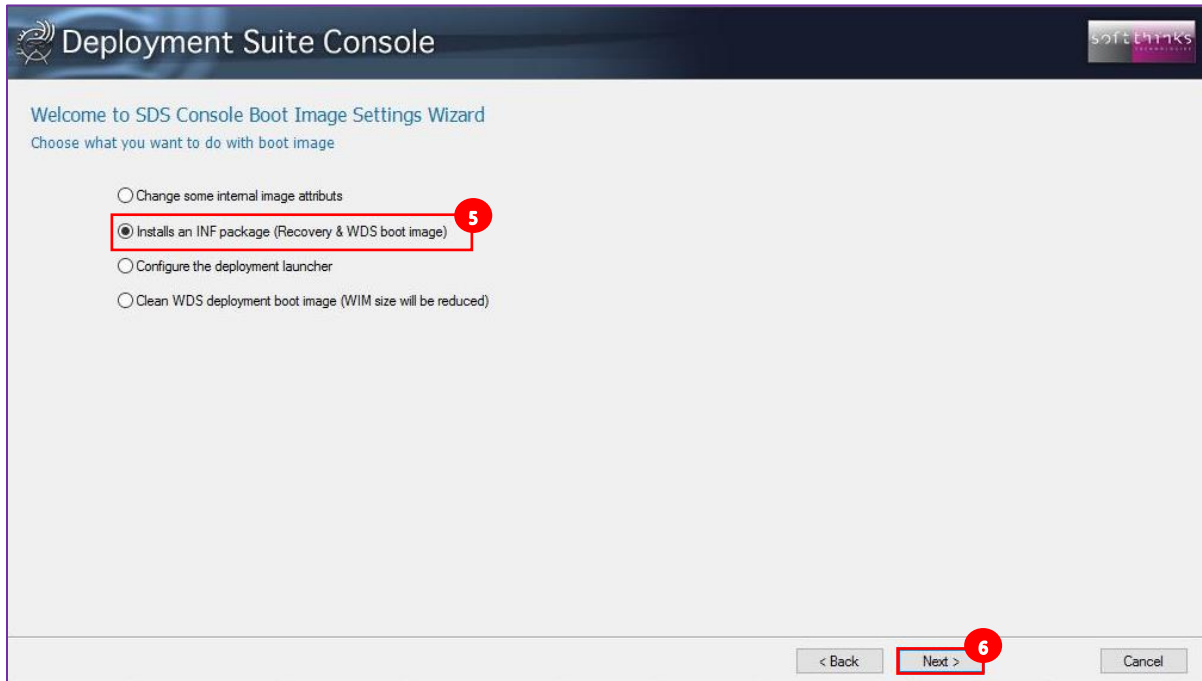 Deployment Suite Console
softthinks
TECHNOLOGIES
Welcome to SDS Console Boot Image Settings Wizard
Choose what you want to do with boot image
Change some internal image attributs
5
Installs an INF package (Recovery & WDS boot image)
Configure the deployment launcher
Clean WDS deployment boot image (WIM size will be reduced)
6
< Back Next > Cancel